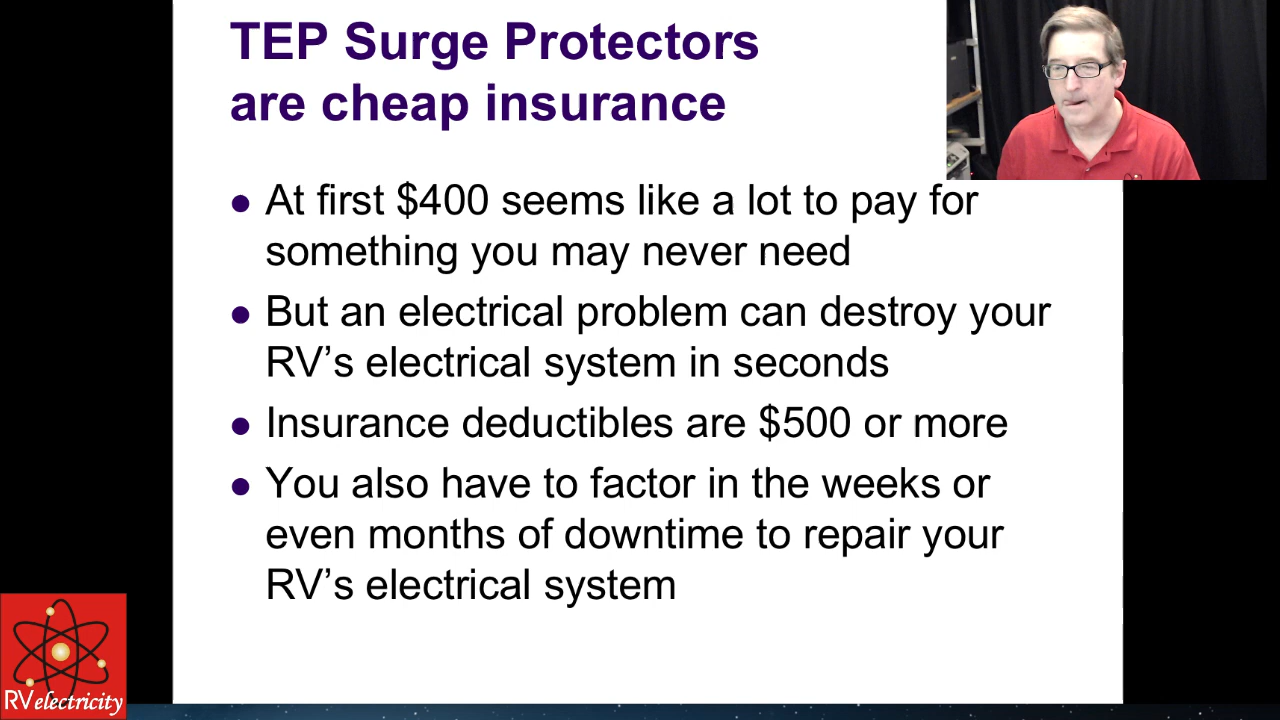 TEP Surge Protectors
are cheap insurance
At first $400 seems like a lot to pay for
something you may never need
But an electrical problem can destroy your
RV’s electrical system in seconds
Insurance deductibles are $500 or more
You also have to factor in the weeks or
even months of downtime to repair your
RV’s electrical system
RVelectricity